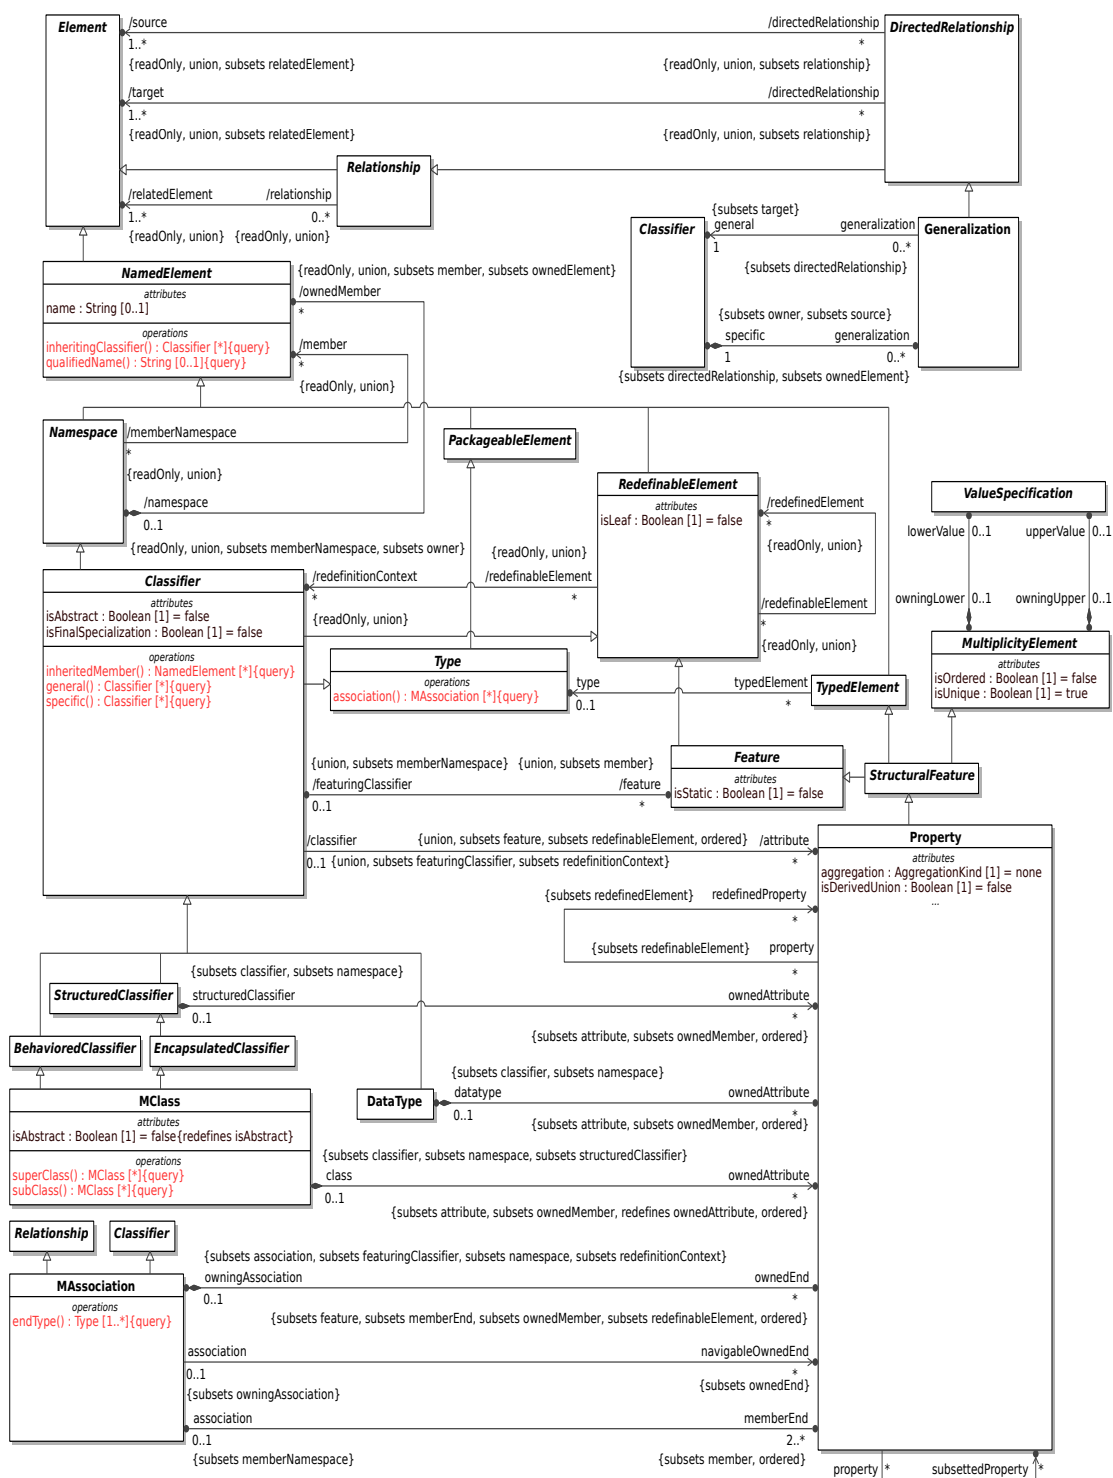 Element
/source
/directedRelationship
DirectedRelationship
1..*
*
{readOnly, union, subsets relatedElement}
{readOnly, union, subsets relationship}
/target
/directedRelationship
1..*
*
{readOnly, union, subsets relatedElement}
{readOnly, union, subsets relationship}
Relationship
/relatedElement
/relationship
1..*
0..*
{readOnly, union}
{readOnly, union}
{subsets target}
Classifier
general
generalization
Generalization
1
0..*
{subsets directedRelationship}
{subsets owner, subsets source}
specific
generalization
1
0..*
{subsets directedRelationship, subsets ownedElement}
NamedElement
attributes
name : String [0..1]
operations
inheritingClassifier() : Classifier [*]{query}
qualifiedName() : String [0..1]{query}
{readOnly, union, subsets member, subsets ownedElement}
/ownedMember
*
/member
*
{readOnly, union}
Namespace
/memberNamespace
*
{readOnly, union}
/namespace
0..1
{readOnly, union, subsets memberNamespace, subsets owner}
PackageableElement
RedefinableElement
attributes
isLeaf : Boolean [1] = false
/redefinedElement
*
{readOnly, union}
/redefinableElement
*
{readOnly, union}
ValueSpecification
lowerValue
0..1
upperValue
0..1
owningLower
0..1
owningUpper
0..1
MultiplicityElement
attributes
isOrdered : Boolean [1] = false
isUnique : Boolean [1] = true
{readOnly, union}
/redefinitionContext
/redefinableElement
*
*
{readOnly, union}
Classifier
attributes
isAbstract : Boolean [1] = false
isFinalSpecialization : Boolean [1] = false
operations
inheritedMember() : NamedElement [*]{query}
general() : Classifier [*]{query}
specific() : Classifier [*]{query}
Type
operations
association() : MAssociation [*]{query}
type
typedElement
0..1
*
TypedElement
{union, subsets memberNamespace}
{union, subsets member}
/featuringClassifier
/feature
0..1
*
Feature
attributes
isStatic : Boolean [1] = false
StructuralFeature
/classifier
{union, subsets feature, subsets redefinableElement, ordered}
/attribute
0..1
{union, subsets featuringClassifier, subsets redefinitionContext}
*
Property
attributes
aggregation : AggregationKind [1] = none
isDerivedUnion : Boolean [1] = false
...
{subsets redefinedElement}
redefinedProperty
*
{subsets redefinableElement}
property
*
{subsets classifier, subsets namespace}
StructuredClassifier
structuredClassifier
ownedAttribute
0..1
*
{subsets attribute, subsets ownedMember, ordered}
BehavioredClassifier
EncapsulatedClassifier
{subsets classifier, subsets namespace}
DataType
datatype
ownedAttribute
0..1
*
{subsets attribute, subsets ownedMember, ordered}
MClass
attributes
isAbstract : Boolean [1] = false{redefines isAbstract}
operations
superClass() : MClass [*]{query}
subClass() : MClass [*]{query}
{subsets classifier, subsets namespace, subsets structuredClassifier}
class
ownedAttribute
0..1
*
{subsets attribute, subsets ownedMember, redefines ownedAttribute, ordered}
Relationship
Classifier
{subsets association, subsets featuringClassifier, subsets namespace, subsets redefinitionContext}
MAssociation
operations
endType() : Type [1..*]{query}
owningAssociation
ownedEnd
0..1
*
{subsets feature, subsets memberEnd, subsets ownedMember, subsets redefinableElement, ordered}
association
navigableOwnedEnd
0..1
*
{subsets owningAssociation}
{subsets ownedEnd}
association
memberEnd
0..1
2..*
{subsets memberNamespace}
{subsets member, ordered}
property
*
subsettedProperty
*